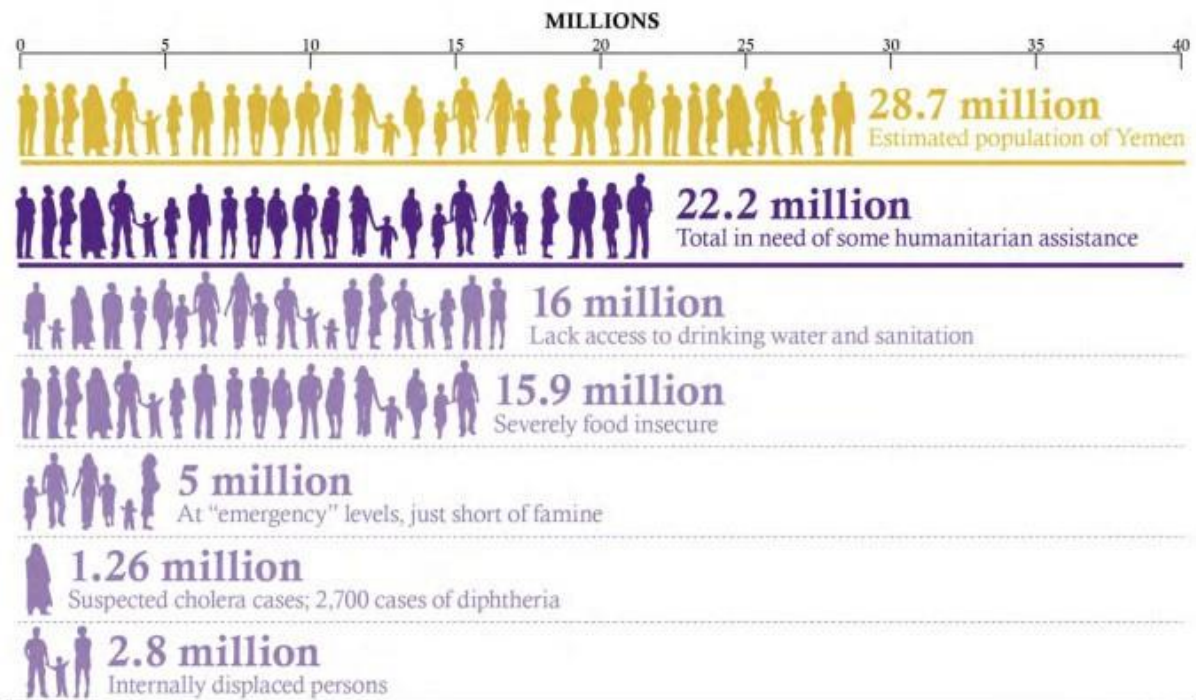 MILLIONS
0 5 10 15 20 25 30 35 40
28.7 million
Estimated population of Yemen
22.2 million
Total in need of some humanitarian assistance
16 million
Lack access to drinking water and sanitation
15.9 million
Severely food insecure
5 million
At “emergency” levels, just short of famine
1.26 million
Suspected cholera cases; 2,700 cases of diphtheria
2.8 million
Internally displaced persons